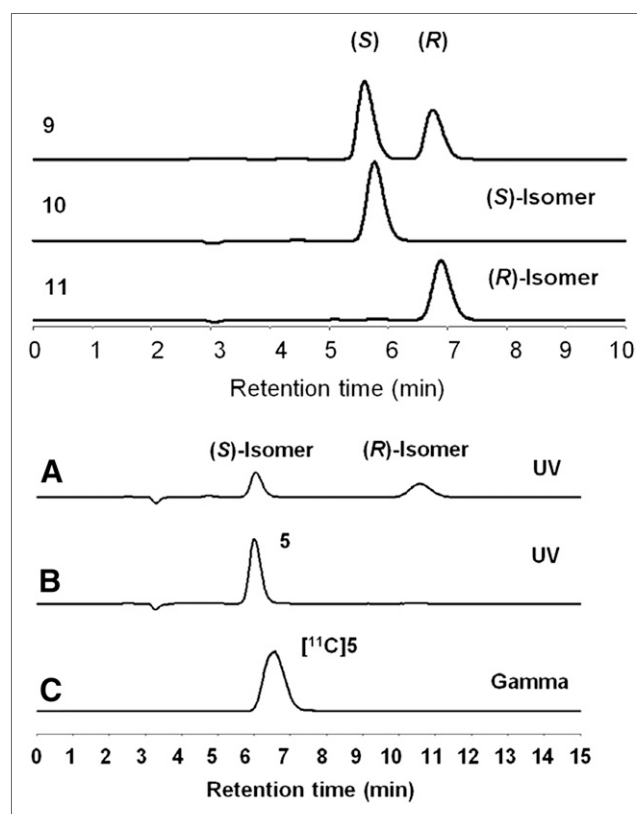 (S) (R)
9
10 (S)-Isomer
11 (R)-Isomer
0 1 2 3 4 5 6 7 8 9 10
Retention time (min)
(S)-Isomer (R)-Isomer
A UV
5
B UV
[¹¹C]5
C Gamma
0 1 2 3 4 5 6 7 8 9 10 11 12 13 14 15
Retention time (min)